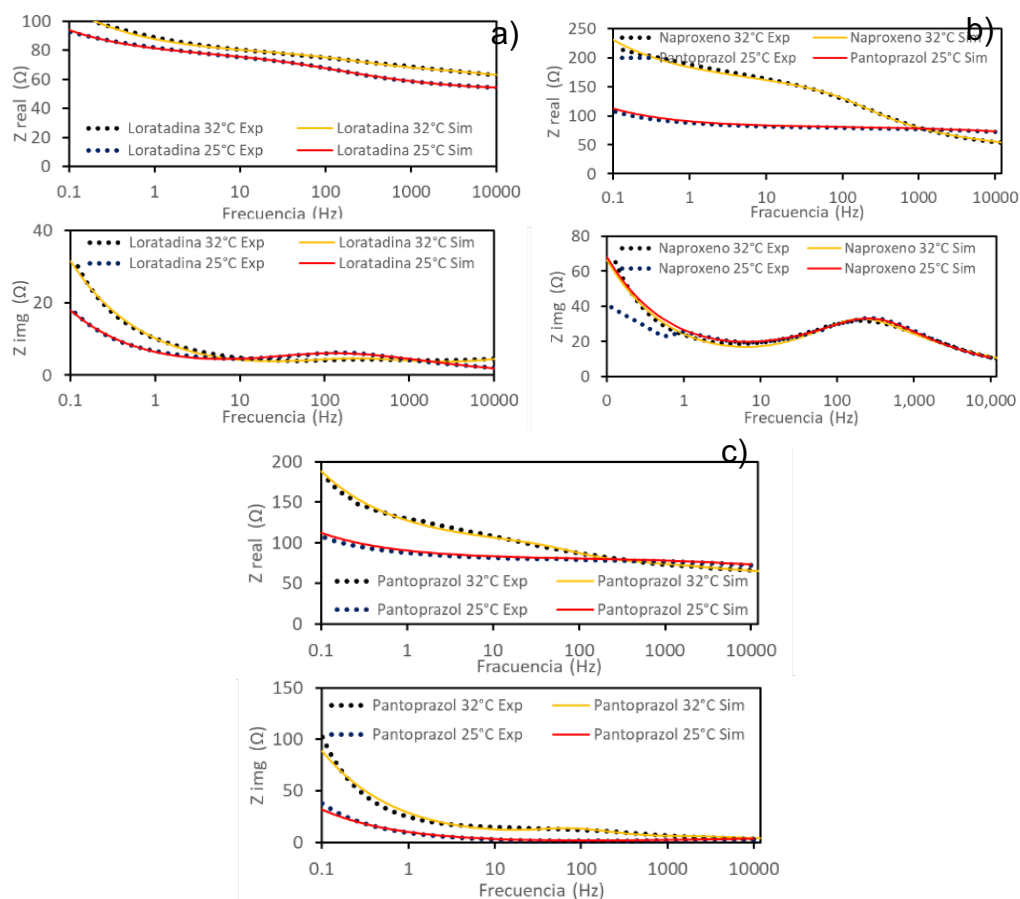 a)
100
80
60
40
20
0
Z real (Ω)
Loratadina 32°C Exp
Loratadina 32°C Sim
Loratadina 25°C Exp
Loratadina 25°C Sim
0.1 1 10 100 1000 10000
Frecuencia (Hz)
40
20
0
Z img (Ω)
Loratadina 32°C Exp
Loratadina 32°C Sim
Loratadina 25°C Exp
Loratadina 25°C Sim
0.1 1 10 100 1000 10000
Frecuencia (Hz)
b)
250
200
150
100
50
0
Z real (Ω)
Naproxeno 32°C Exp
Naproxeno 32°C Sim
Pantoprazol 25°C Exp
Pantoprazol 25°C Sim
0.1 1 10 100 1000 10000
Fracuencia (Hz)
80
60
40
20
0
Z img (Ω)
Naproxeno 32°C Exp
Naproxeno 32°C Sim
Naproxeno 25°C Exp
Naproxeno 25°C Sim
0 1 10 100 1,000 10,000
Frecuencia (Hz)
c)
200
150
100
50
0
Z real (Ω)
Pantoprazol 32°C Exp
Pantoprazol 32°C Sim
Pantoprazol 25°C Exp
Pantoprazol 25°C Sim
0.1 1 10 100 1000 10000
Fracuencia (Hz)
150
100
50
0
Z img (Ω)
Pantoprazol 32°C Exp
Pantoprazol 32°C Sim
Pantoprazol 25°C Exp
Pantoprazol 25°C Sim
0.1 1 10 100 1000 10000
Frecuencia (Hz)